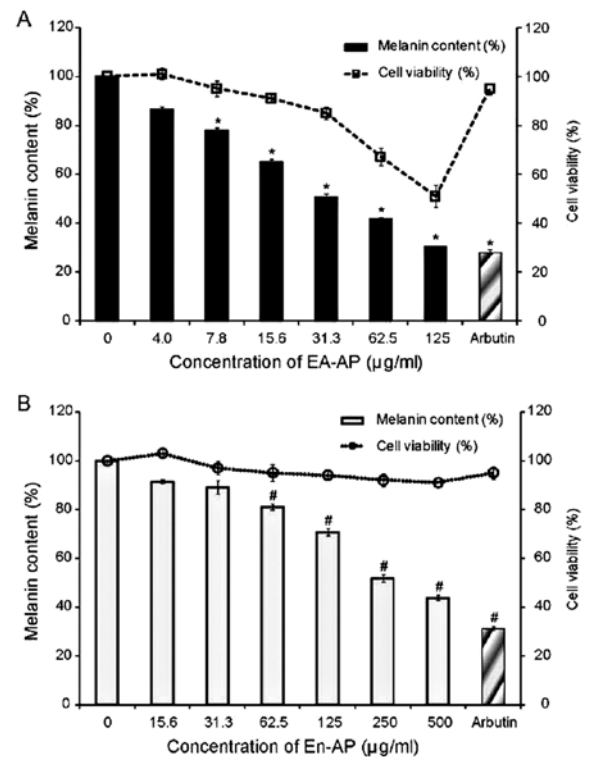 A
120
100
80
60
40
20
0
Melanin content (%)
Melanin content (%)
Cell viability (%)
120
100
80
60
40
20
0
Cell viability (%)
* * * * * *
0 4.0 7.8 15.6 31.3 62.5 125 Arbutin
Concentration of EA-AP (μg/ml)
B
120
100
80
60
40
20
0
Melanin content (%)
Melanin content (%)
Cell viability (%)
120
100
80
60
40
20
0
Cell viability (%)
# # # # #
0 15.6 31.3 62.5 125 250 500 Arbutin
Concentration of En-AP (μg/ml)